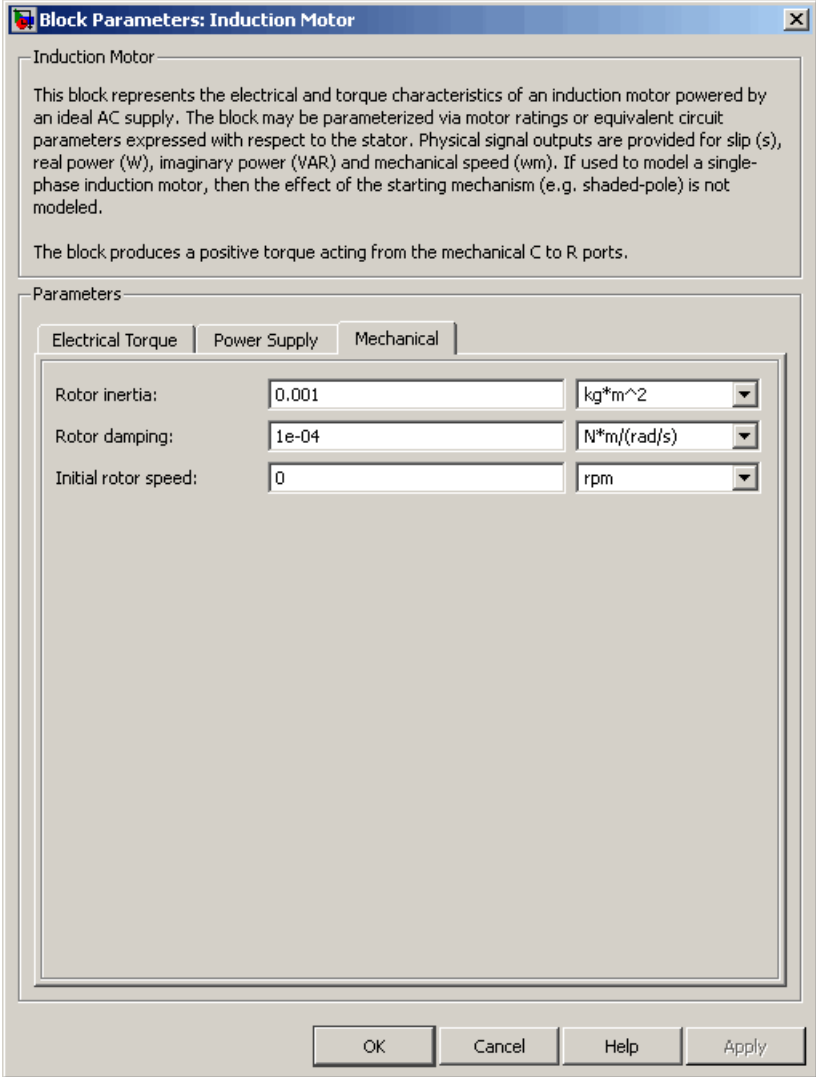 Block Parameters: Induction Motor
Induction Motor
This block represents the electrical and torque characteristics of an induction motor powered by
an ideal AC supply. The block may be parameterized via motor ratings or equivalent circuit
parameters expressed with respect to the stator. Physical signal outputs are provided for slip (s),
real power (W), imaginary power (VAR) and mechanical speed (wm). If used to model a single-
phase induction motor, then the effect of the starting mechanism (e.g. shaded-pole) is not
modeled.
The block produces a positive torque acting from the mechanical C to R ports.
Parameters
Electrical Torque Power Supply Mechanical
Rotor inertia: 0.001 kg*m^2
Rotor damping: 1e-04 N*m/(rad/s)
Initial rotor speed: 0 rpm
OK Cancel Help Apply